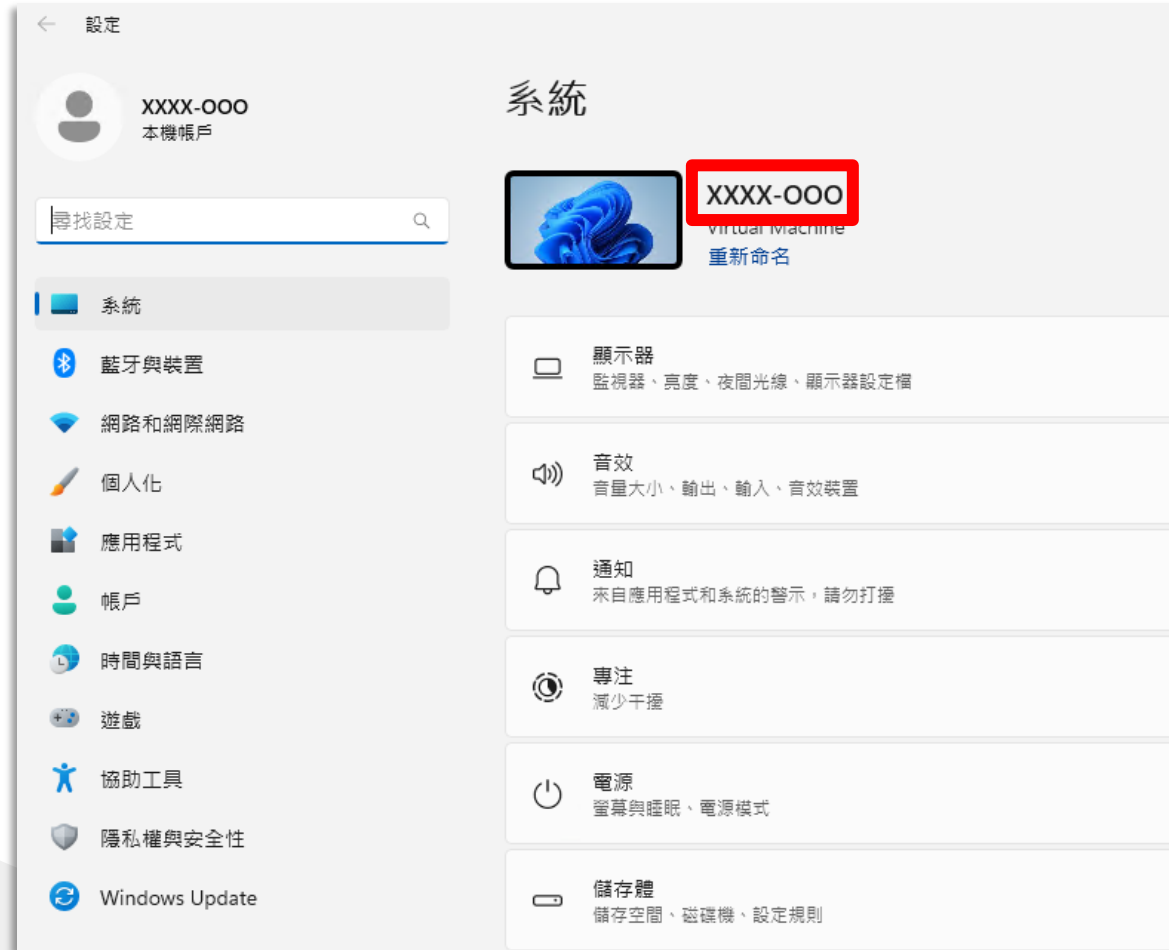 設定
XXXX-OOO
本機帳戶
尋找設定
系統
藍牙與裝置
網路和網際網路
個人化
應用程式
帳戶
時間與語言
遊戲
協助工具
隱私權與安全性
Windows Update
系統
XXXX-OOO
Virtual Machine
重新命名
顯示器
監視器、亮度、夜間光線、顯示器設定檔
音效
音量大小、輸出、輸入、音效裝置
通知
來自應用程式和系統的警示，請勿打擾
專注
減少干擾
電源
螢幕與睡眠、電源模式
儲存體
儲存空間、磁碟機、設定規則